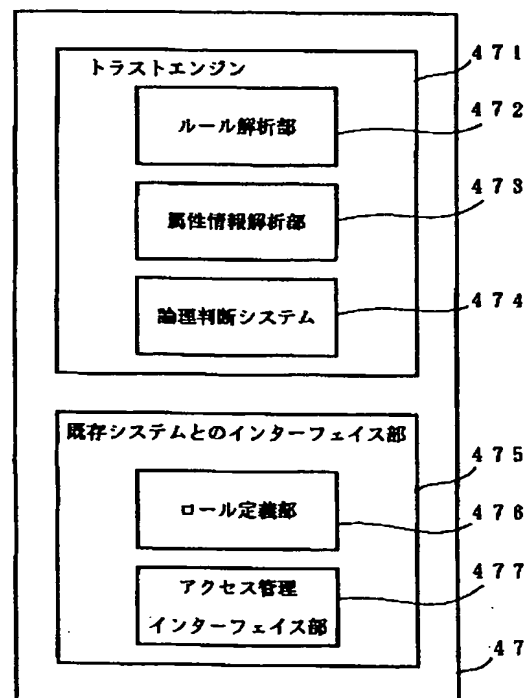 トラストエンジン
４７１
ルール解析部
４７２
属性情報解析部
４７３
論理判断システム
４７４
既存システムとのインターフェイス部
４７５
ロール定義部
４７６
アクセス管理
インターフェイス部
４７７
４７